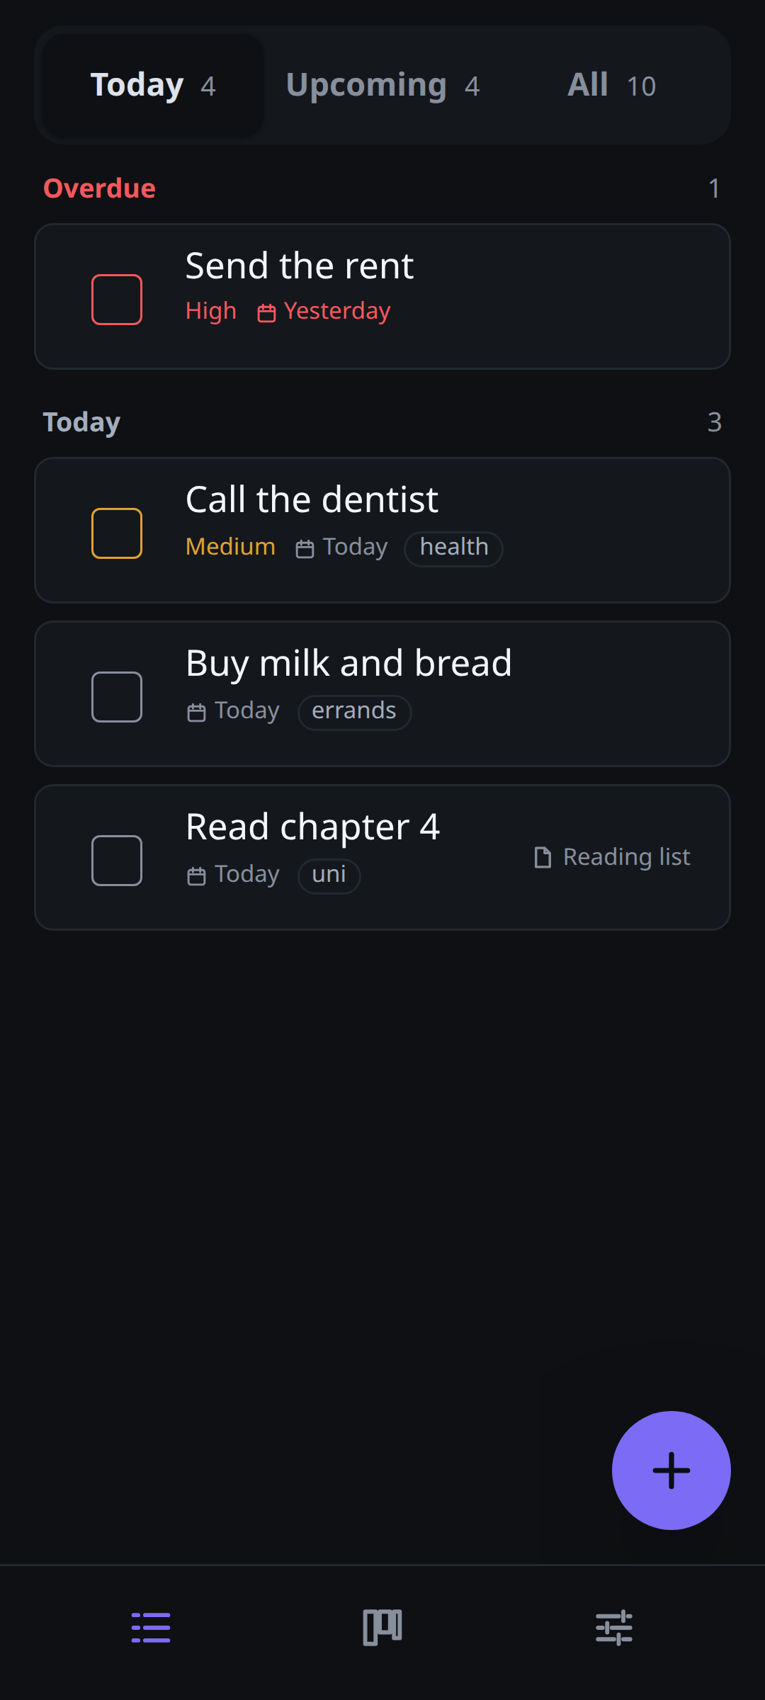 Today 4 Upcoming 4 All 10
Overdue 1
Send the rent
High Yesterday
Today 3
Call the dentist
Medium Today health
Buy milk and bread
Today errands
Read chapter 4
Today uni
Reading list